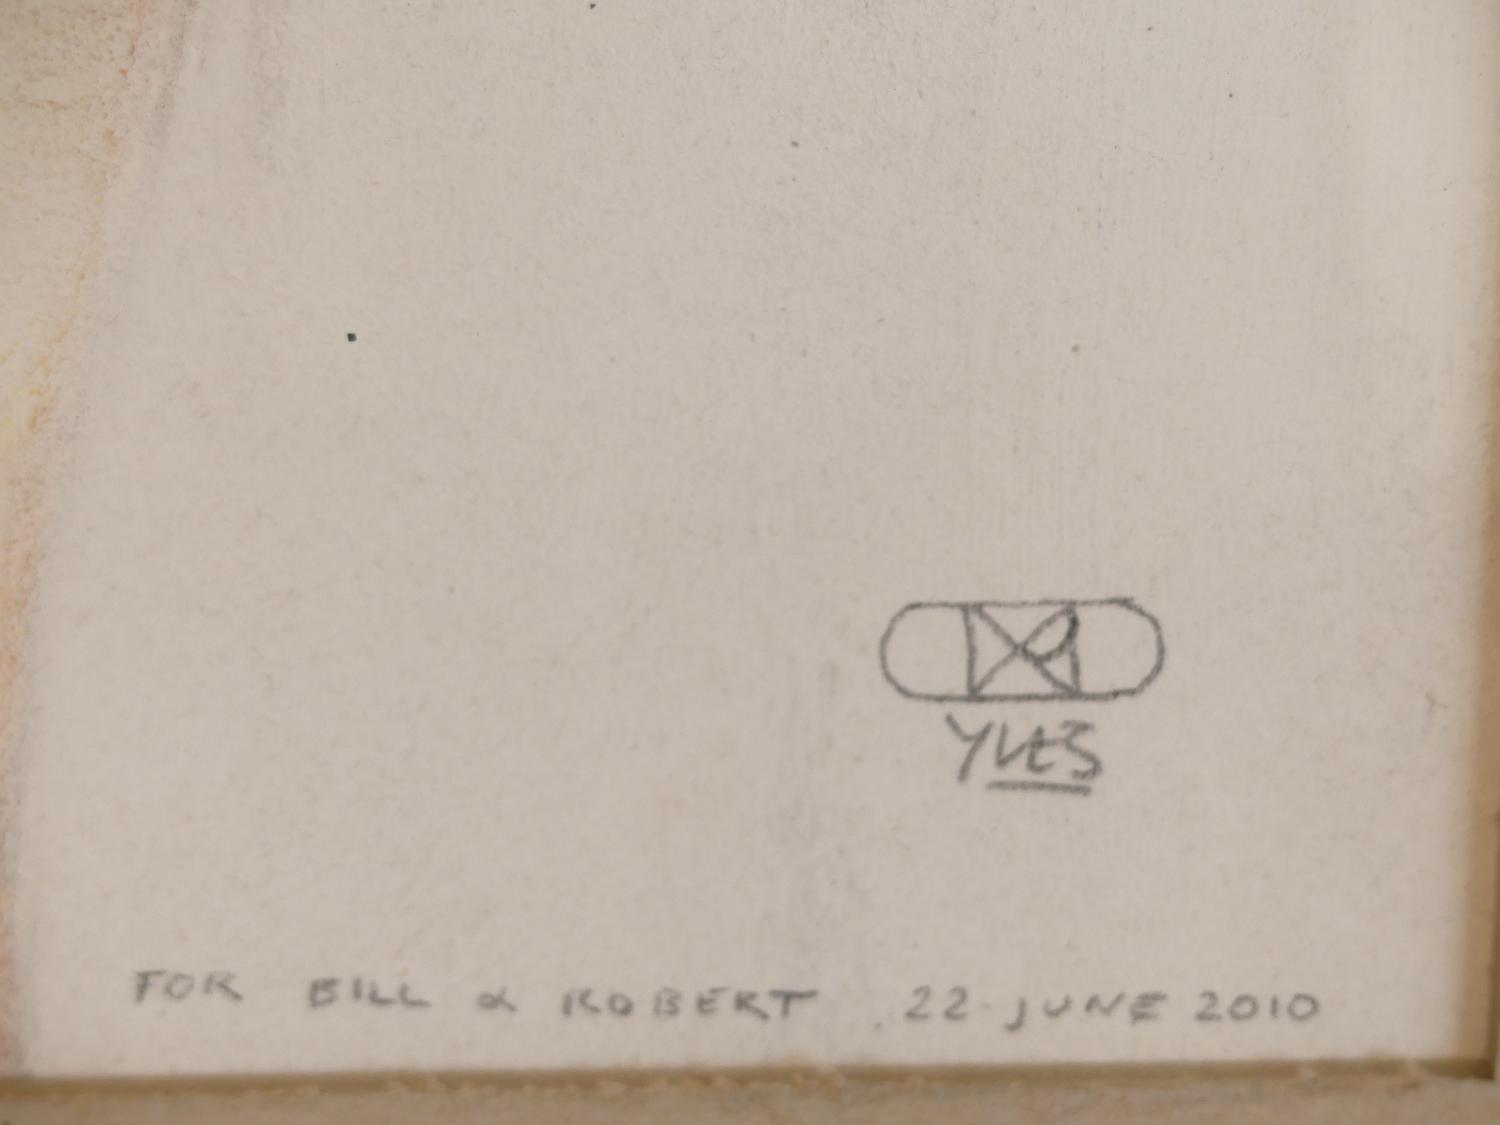 YVES
FOR BILL & ROBERT 22 JUNE 2010